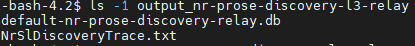 -bash-4.2$ ls -1 output_nr-prose-discovery-l3-relay
default-nr-prose-discovery-relay.db
NrSlDiscoveryTrace.txt